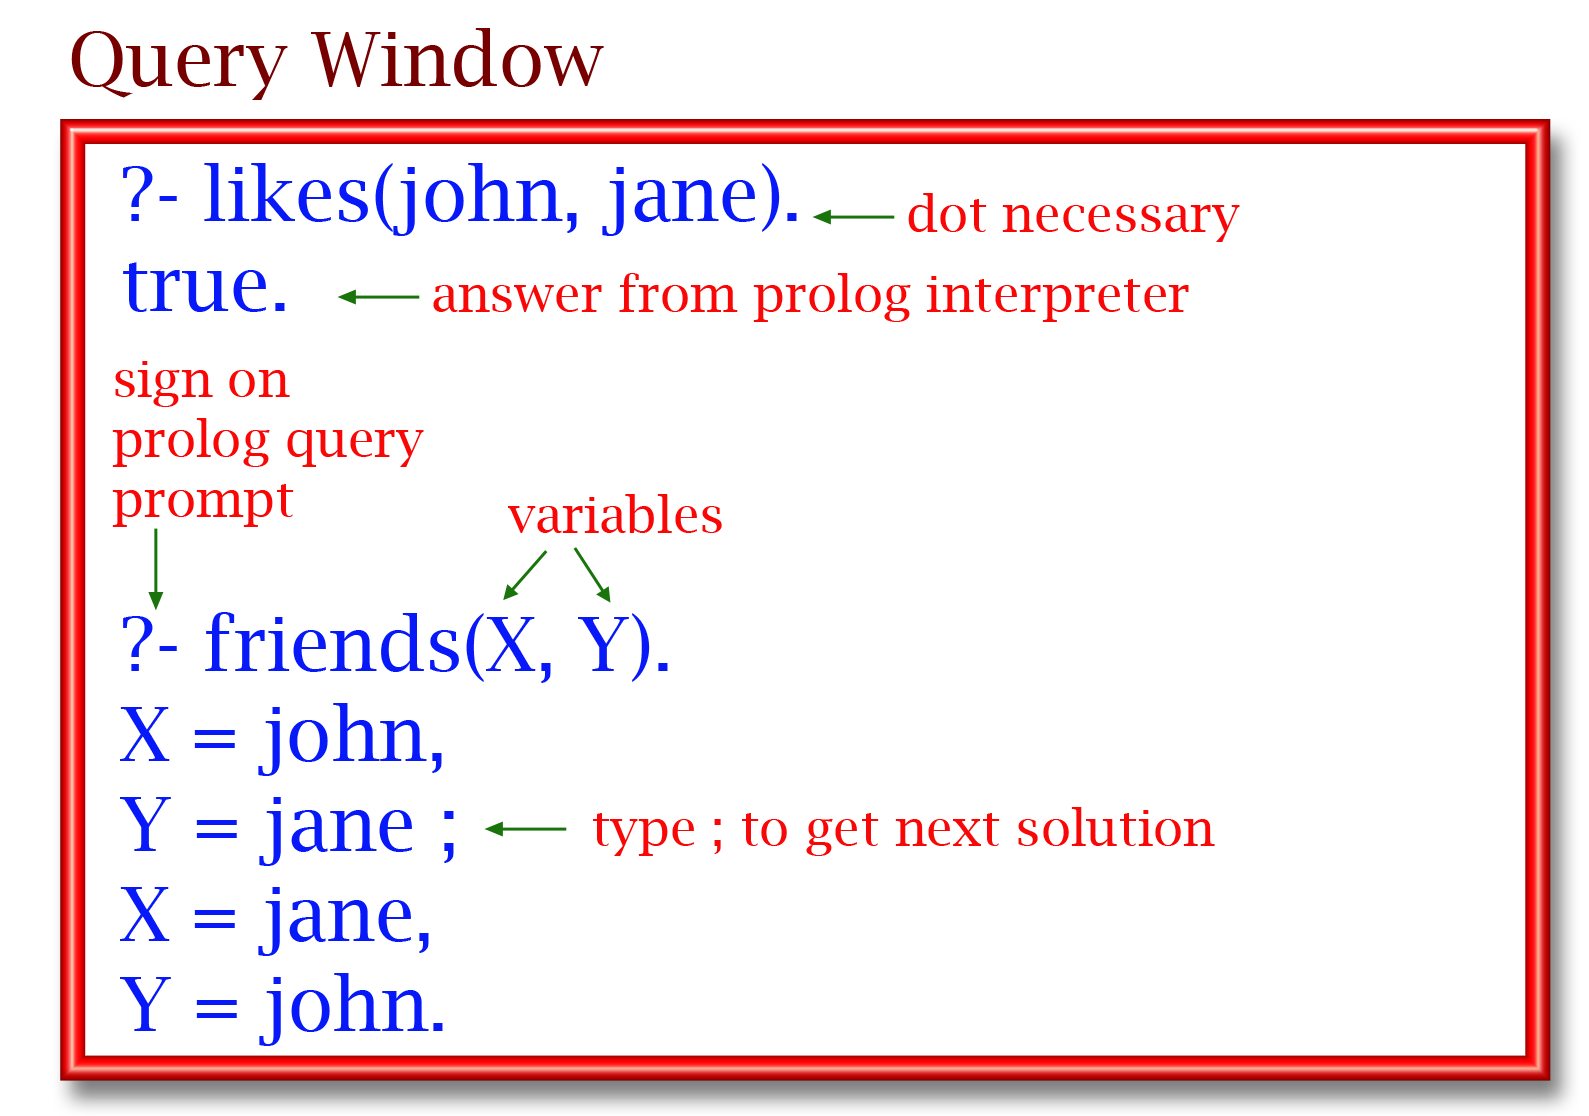 Query Window
?- likes(john, jane).
dot necessary
true.
answer from prolog interpreter
sign on
prolog query
prompt
variables
?- friends(X, Y).
X = john,
Y = jane ;
type ; to get next solution
X = jane,
Y = john.